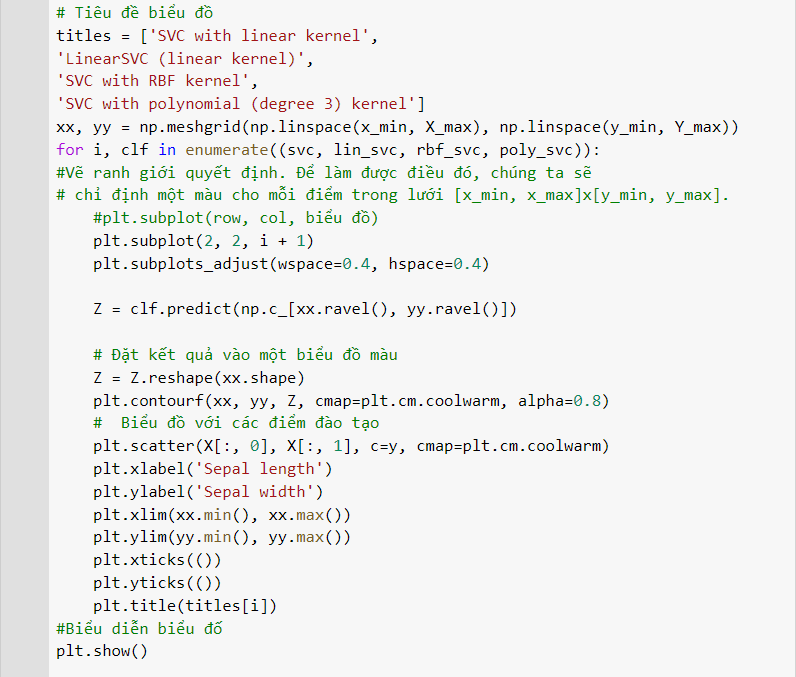 # Tiêu đề biểu đồ
titles = ['SVC with linear kernel',
'LinearSVC (linear kernel)',
'SVC with RBF kernel',
'SVC with polynomial (degree 3) kernel']
xx, yy = np.meshgrid(np.linspace(x_min, X_max), np.linspace(y_min, Y_max))
for i, clf in enumerate((svc, lin_svc, rbf_svc, poly_svc)):
#Vẽ ranh giới quyết định. Để làm được điều đó, chúng ta sẽ
# chỉ định một màu cho mỗi điểm trong lưới [x_min, x_max]x[y_min, y_max].
    #plt.subplot(row, col, biểu đồ)
    plt.subplot(2, 2, i + 1)
    plt.subplots_adjust(wspace=0.4, hspace=0.4)
    Z = clf.predict(np.c_[xx.ravel(), yy.ravel()])
    # Đặt kết quả vào một biểu đồ màu
    Z = Z.reshape(xx.shape)
    plt.contourf(xx, yy, Z, cmap=plt.cm.coolwarm, alpha=0.8)
    #  Biểu đồ với các điểm đào tạo
    plt.scatter(X[:, 0], X[:, 1], c=y, cmap=plt.cm.coolwarm)
    plt.xlabel('Sepal length')
    plt.ylabel('Sepal width')
    plt.xlim(xx.min(), xx.max())
    plt.ylim(yy.min(), yy.max())
    plt.xticks(())
    plt.yticks(())
    plt.title(titles[i])
#Biểu diễn biểu đố
plt.show()